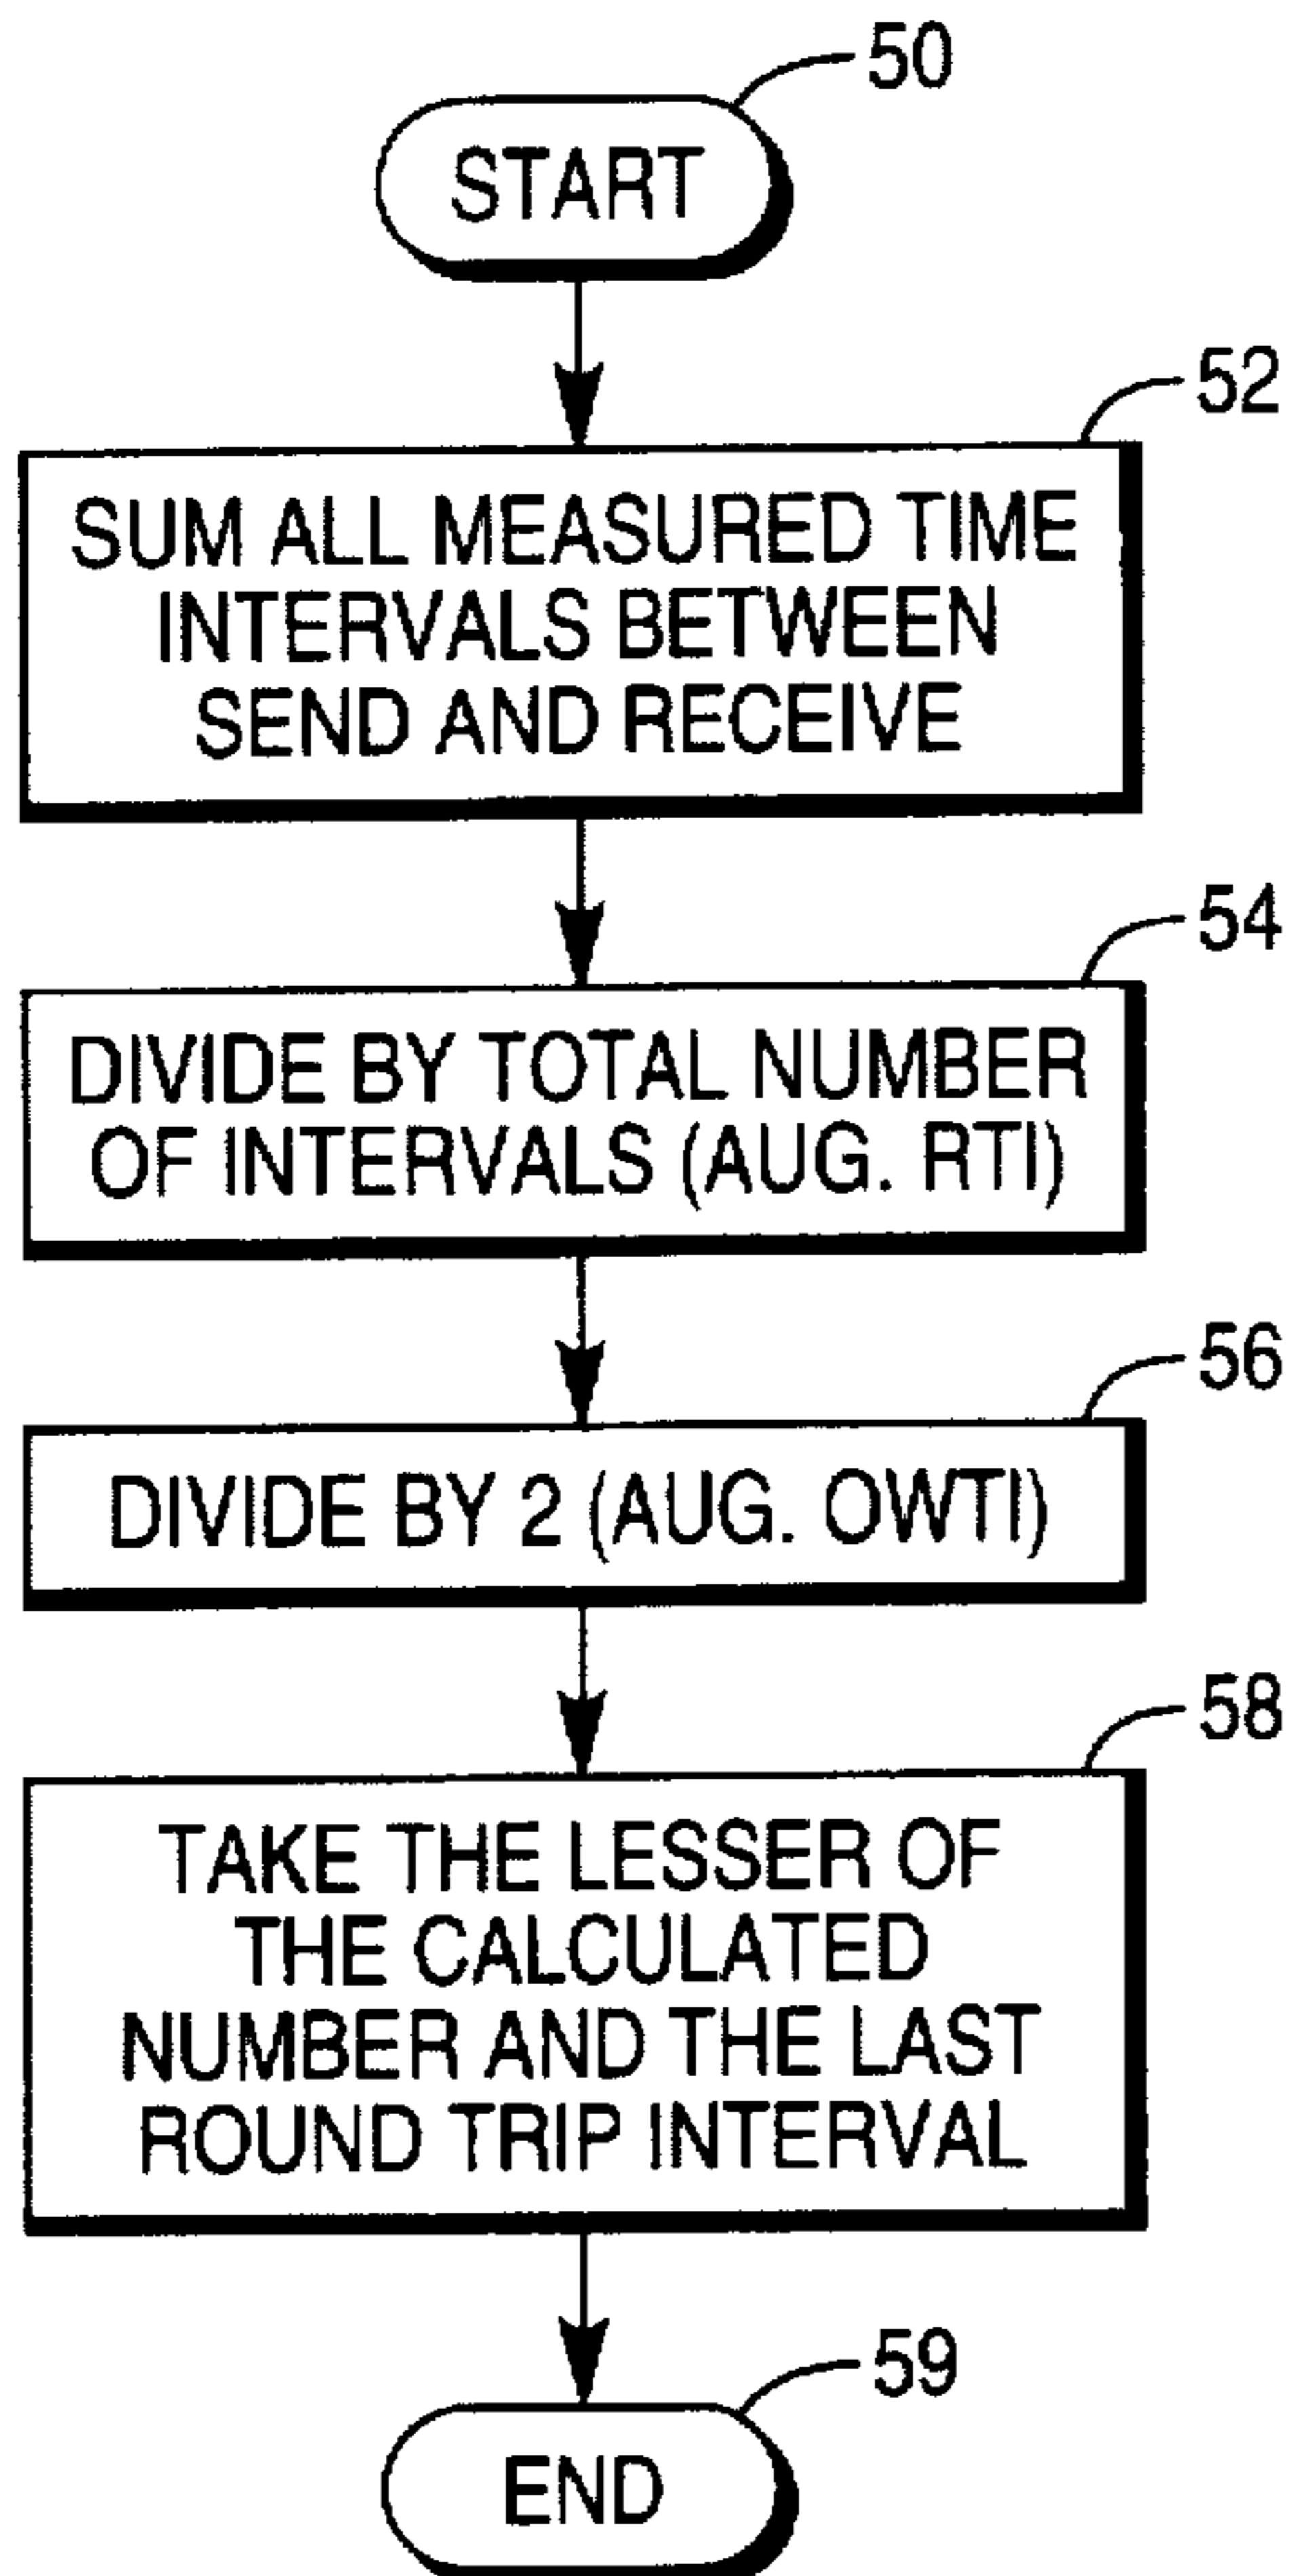 50
START
52
SUM ALL MEASURED TIME
INTERVALS BETWEEN
SEND AND RECEIVE
54
DIVIDE BY TOTAL NUMBER
OF INTERVALS (AUG. RTI)
56
DIVIDE BY 2 (AUG. OWTI)
58
TAKE THE LESSER OF
THE CALCULATED
NUMBER AND THE LAST
ROUND TRIP INTERVAL
59
END